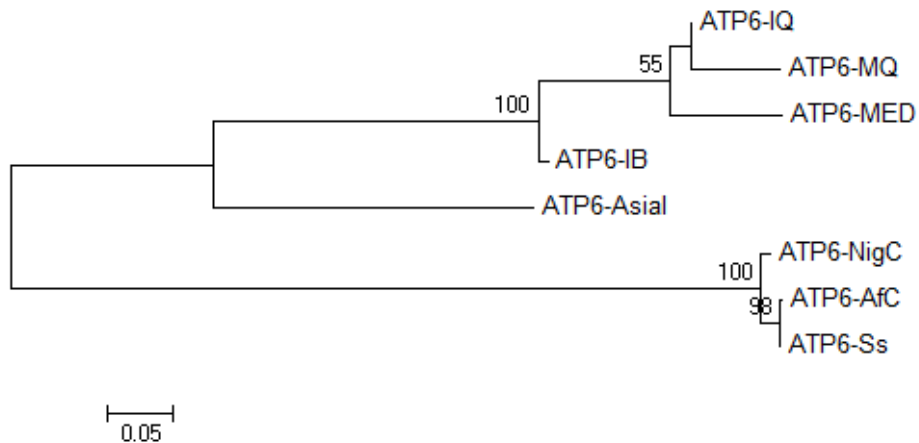 ATP6-IQ
55
ATP6-MQ
100
ATP6-MED
ATP6-IB
ATP6-AsiaI
ATP6-NigC
100
98
ATP6-AfC
ATP6-Ss
0.05